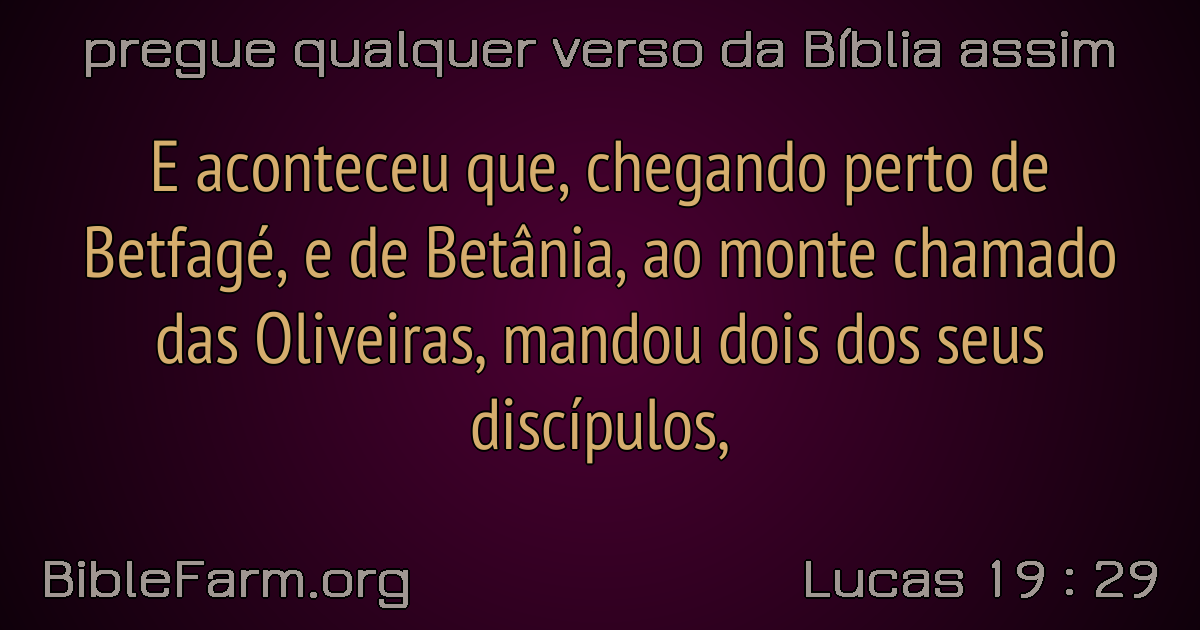 pregue qualquer verso da Bíblia assim
E aconteceu que, chegando perto de
Betfagé, e de Betânia, ao monte chamado
das Oliveiras, mandou dois dos seus
discípulos,
BibleFarm.org
Lucas 19 : 29